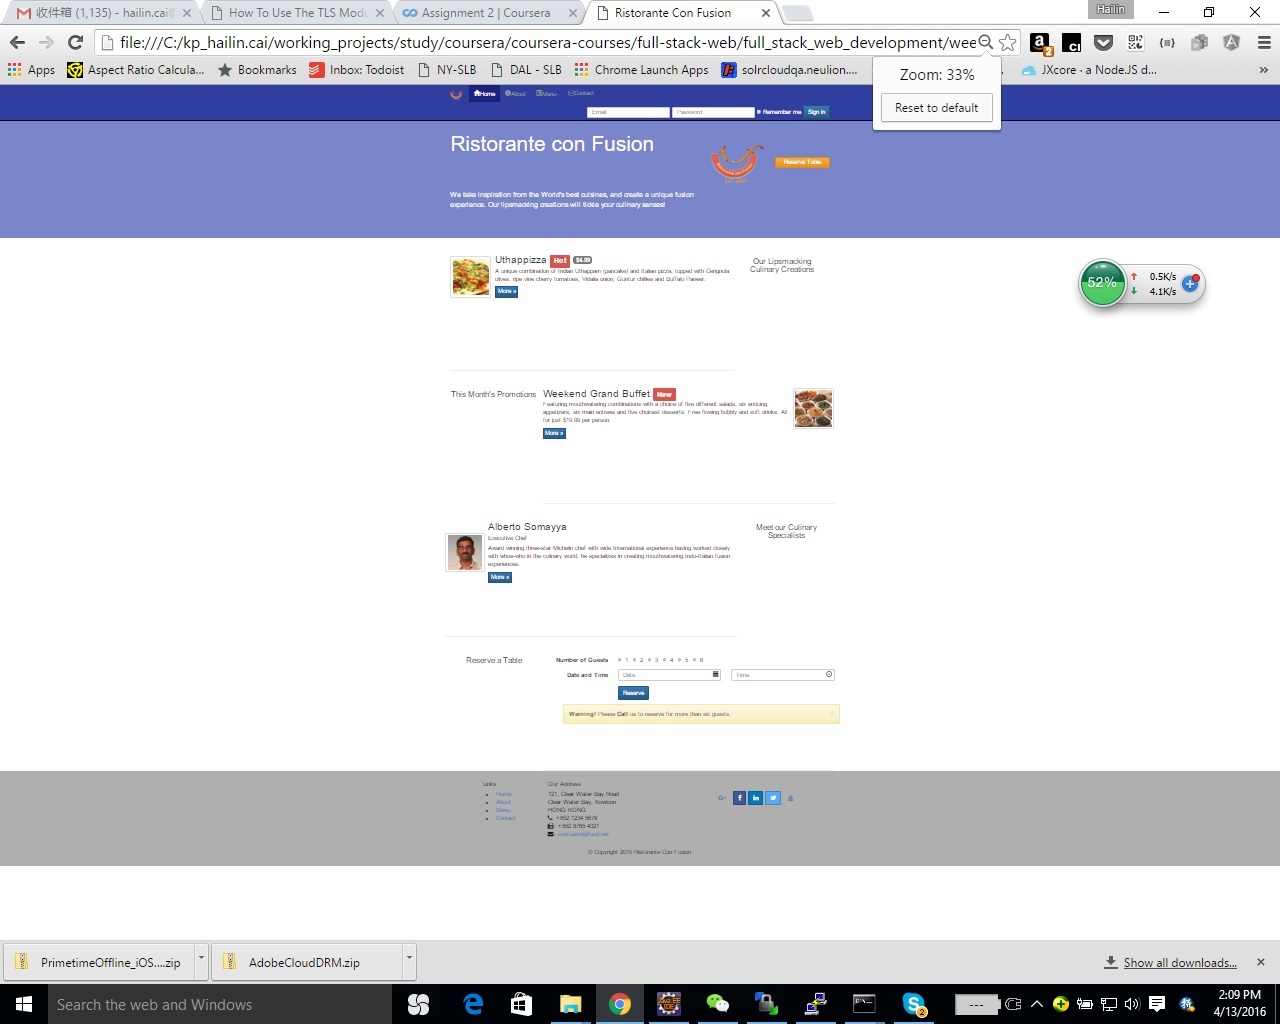 收件箱 (1,135) - hailin.cai@
How To Use The TLS Modu
Assignment 2 | Coursera
Ristorante Con Fusion
Hailin
file:///C:/kp_hailin.cai/working_projects/study/coursera/coursera-courses/full-stack-web/full_stack_web_development/wee
Apps
Aspect Ratio Calcula...
Bookmarks
Inbox: Todoist
NY-SLB
DAL - SLB
Chrome Launch Apps
solrcloudqa.neulion....
JXcore · a Node.JS d...
»
Zoom: 33%
Reset to default
Home
About
Menu
Contact
Email
Password
Remember me
Sign in
Ristorante con Fusion
Reserve Table
We take inspiration from the World's best cuisines, and create a unique fusion
experience. Our lipsmacking creations will tickle your culinary senses!
Uthappizza Hot $4.99
A unique combination of Indian Uthappam (pancake) and Italian pizza, topped with Cerignola
olives, ripe vine cherry tomatoes, Vidalia onion, Guntur chillies and Buffalo Paneer.
More »
Our Lipsmacking
Culinary Creations
52%
0.5K/s
4.1K/s
This Month's Promotions
Weekend Grand Buffet New
Featuring mouthwatering combinations with a choice of five different salads, six enticing
appetizers, six main entrees and five choicest desserts. Free flowing bubbly and soft drinks. All
for just $19.99 per person
More »
Alberto Somayya
Executive Chef
Award winning three-star Michelin chef with wide International experience having worked closely
with whos-who in the culinary world, he specializes in creating mouthwatering Indo-Italian fusion
experiences.
More »
Meet our Culinary
Specialists
Reserve a Table
Number of Guests 1 2 3 4 5 6
Date and Time Date Time
Reserve
Warning! Please Call us to reserve for more than six guests.
Links
Home
About
Menu
Contact
Our Address
121, Clear Water Bay Road
Clear Water Bay, Kowloon
HONG KONG
+852 1234 5678
+852 8765 4321
confusion@food.net
© Copyright 2015 Ristorante Con Fusion
PrimetimeOffline_iOS....zip
AdobeCloudDRM.zip
Show all downloads...
Search the web and Windows
2:09 PM
4/13/2016